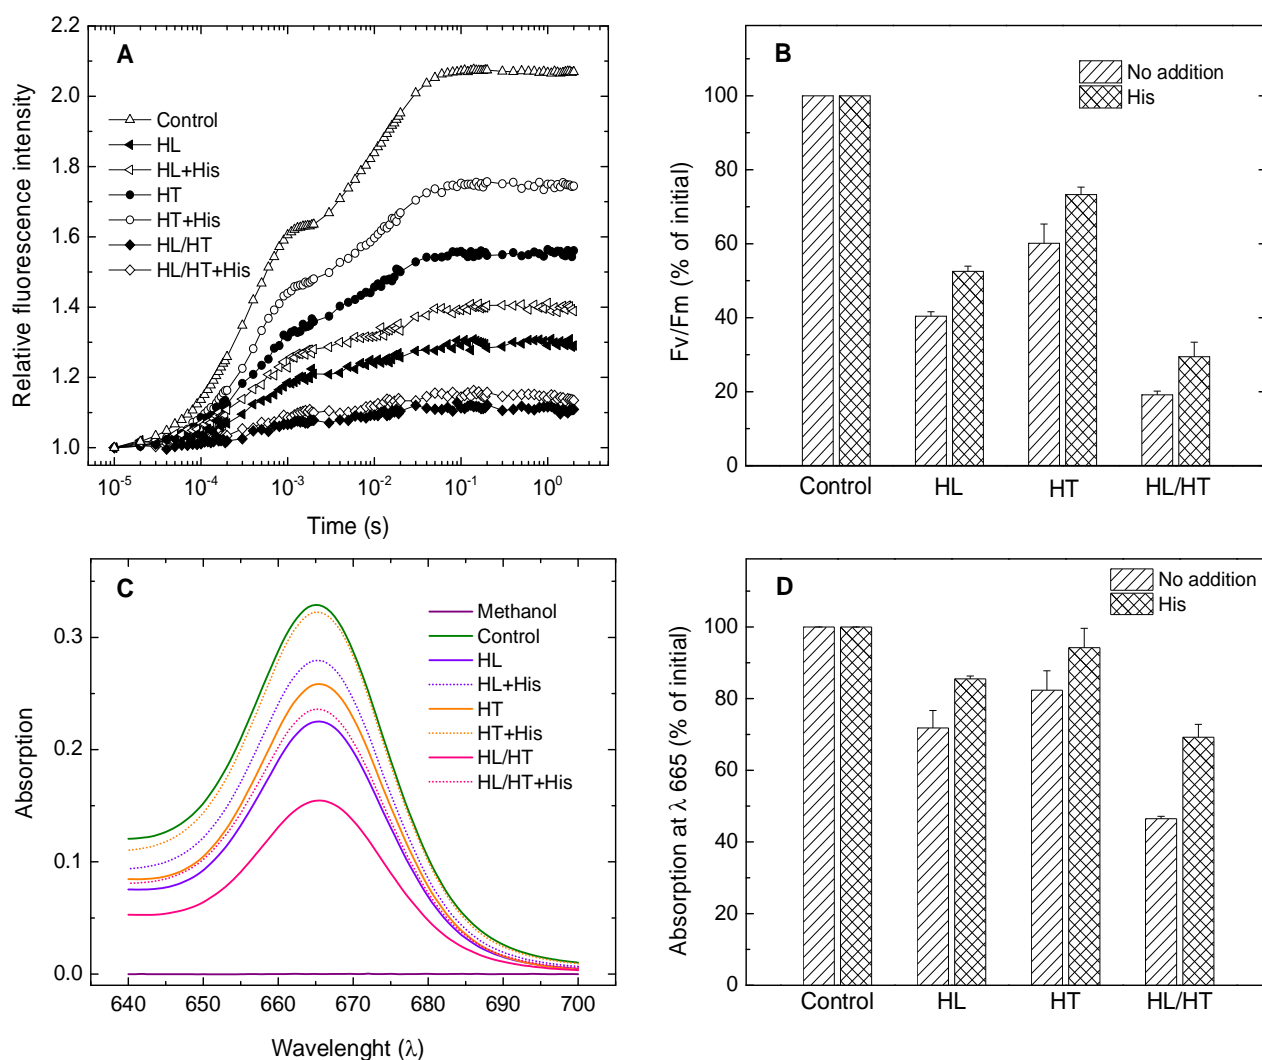 A
Relative fluorescence intensity
2.2
2.0
1.8
1.6
1.4
1.2
1.0
Control
HL
HL+His
HT
HT+His
HL/HT
HL/HT+His
10-5 10-4 10-3 10-2 10-1 100
Time (s)
B
Fv/Fm (% of initial)
100
80
60
40
20
0
No addition
His
Control HL HT HL/HT
C
Absorption
0.3
0.2
0.1
0.0
Methanol
Control
HL
HL+His
HT
HT+His
HL/HT
HL/HT+His
640 650 660 670 680 690 700
Wavelenght (λ)
D
Absorption at λ 665 (% of initial)
100
80
60
40
20
0
No addition
His
Control HL HT HL/HT